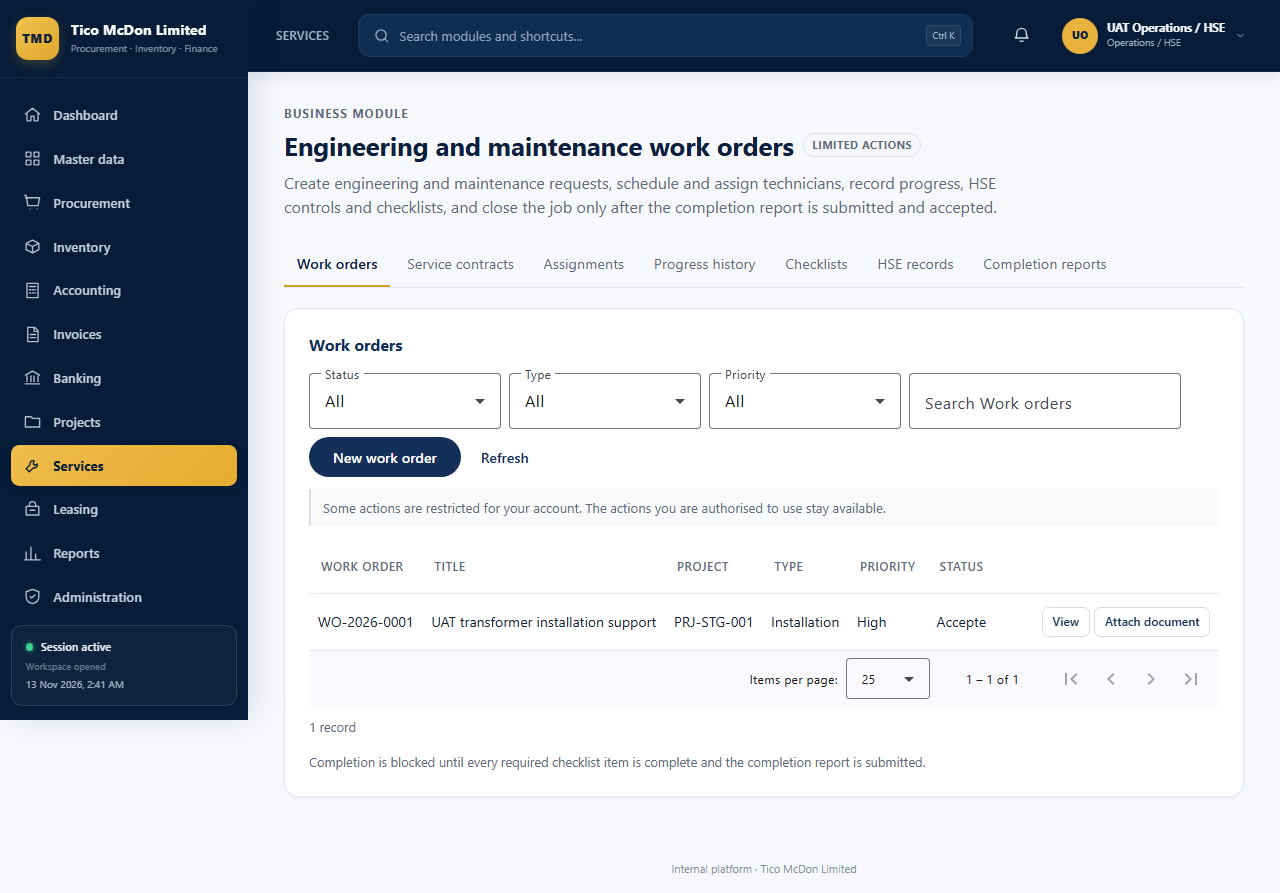 TMD
Tico McDon Limited
Procurement · Inventory · Finance
SERVICES
Search modules and shortcuts...
Ctrl K
UO
UAT Operations / HSE
Operations / HSE
Dashboard
Master data
Procurement
Inventory
Accounting
Invoices
Banking
Projects
Services
Leasing
Reports
Administration
Session active
Workspace opened
13 Nov 2026, 2:41 AM
BUSINESS MODULE
Engineering and maintenance work orders
LIMITED ACTIONS
Create engineering and maintenance requests, schedule and assign technicians, record progress, HSE
controls and checklists, and close the job only after the completion report is submitted and accepted.
Work orders Service contracts Assignments Progress history Checklists HSE records Completion reports
Work orders
Status Type Priority
All All All Search Work orders
New work order Refresh
Some actions are restricted for your account. The actions you are authorised to use stay available.
WORK ORDER TITLE PROJECT TYPE PRIORITY STATUS
WO-2026-0001 UAT transformer installation support PRJ-STG-001 Installation High Accepte View Attach document
Items per page: 25 1 – 1 of 1
1 record
Completion is blocked until every required checklist item is complete and the completion report is submitted.
Internal platform · Tico McDon Limited